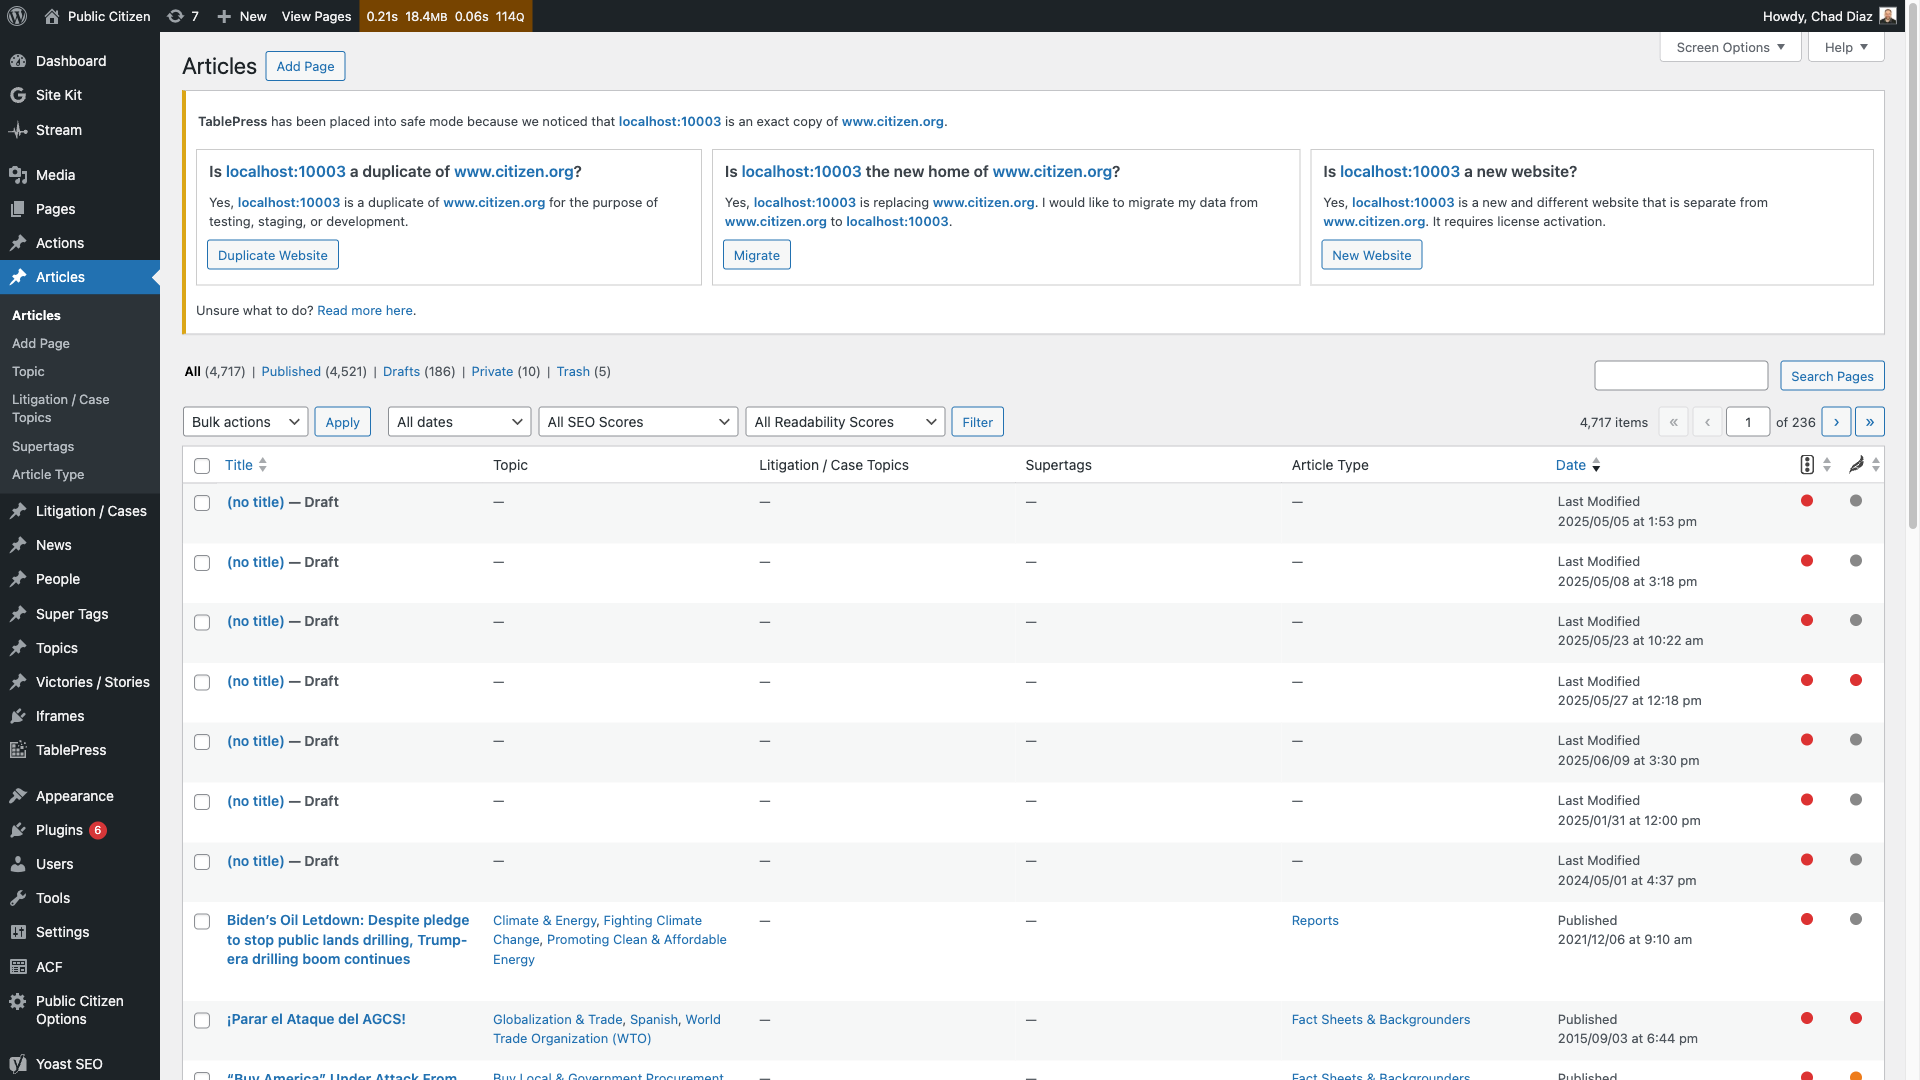 Public Citizen 7 New View Pages 0.21s 18.4MB 0.06s 114Q Howdy, Chad Diaz
Dashboard
Site Kit
Stream
Media
Pages
Actions
Articles
Articles
Add Page
Topic
Litigation / Case
Topics
Supertags
Article Type
Litigation / Cases
News
People
Super Tags
Topics
Victories / Stories
Iframes
TablePress
Appearance
Plugins 6
Users
Tools
Settings
ACF
Public Citizen
Options
Yoast SEO
Screen Options Help
Articles Add Page
TablePress has been placed into safe mode because we noticed that localhost:10003 is an exact copy of www.citizen.org.
Is localhost:10003 a duplicate of www.citizen.org?
Yes, localhost:10003 is a duplicate of www.citizen.org for the purpose of
testing, staging, or development.
Duplicate Website
Is localhost:10003 the new home of www.citizen.org?
Yes, localhost:10003 is replacing www.citizen.org. I would like to migrate my data from
www.citizen.org to localhost:10003.
Migrate
Is localhost:10003 a new website?
Yes, localhost:10003 is a new and different website that is separate from
www.citizen.org. It requires license activation.
New Website
Unsure what to do? Read more here.
All (4,717) | Published (4,521) | Drafts (186) | Private (10) | Trash (5)
Search Pages
Bulk actions Apply All dates All SEO Scores All Readability Scores Filter 4,717 items « ‹ 1 of 236 › »
Title Topic Litigation / Case Topics Supertags Article Type Date
(no title) — Draft — — — — Last Modified
2025/05/05 at 1:53 pm
(no title) — Draft — — — — Last Modified
2025/05/08 at 3:18 pm
(no title) — Draft — — — — Last Modified
2025/05/23 at 10:22 am
(no title) — Draft — — — — Last Modified
2025/05/27 at 12:18 pm
(no title) — Draft — — — — Last Modified
2025/06/09 at 3:30 pm
(no title) — Draft — — — — Last Modified
2025/01/31 at 12:00 pm
(no title) — Draft — — — — Last Modified
2024/05/01 at 4:37 pm
Biden’s Oil Letdown: Despite pledge
to stop public lands drilling, Trump-
era drilling boom continues
Climate & Energy, Fighting Climate
Change, Promoting Clean & Affordable
Energy
— — Reports
Published
2021/12/06 at 9:10 am
¡Parar el Ataque del AGCS!
Globalization & Trade, Spanish, World
Trade Organization (WTO)
— — Fact Sheets & Backgrounders
Published
2015/09/03 at 6:44 pm
“Buy America” Under Attack From
Buy Local & Government Procurement
— — Fact Sheets & Backgrounders
Published